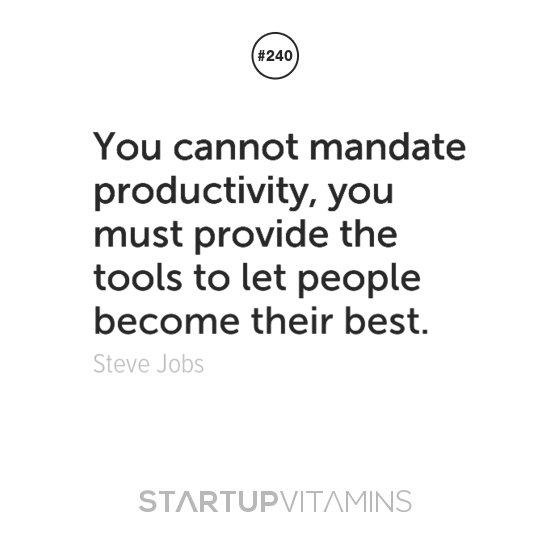 #240
You cannot mandate
productivity, you
must provide the
tools to let people
become their best.
Steve Jobs
STARTUPVITAMINS